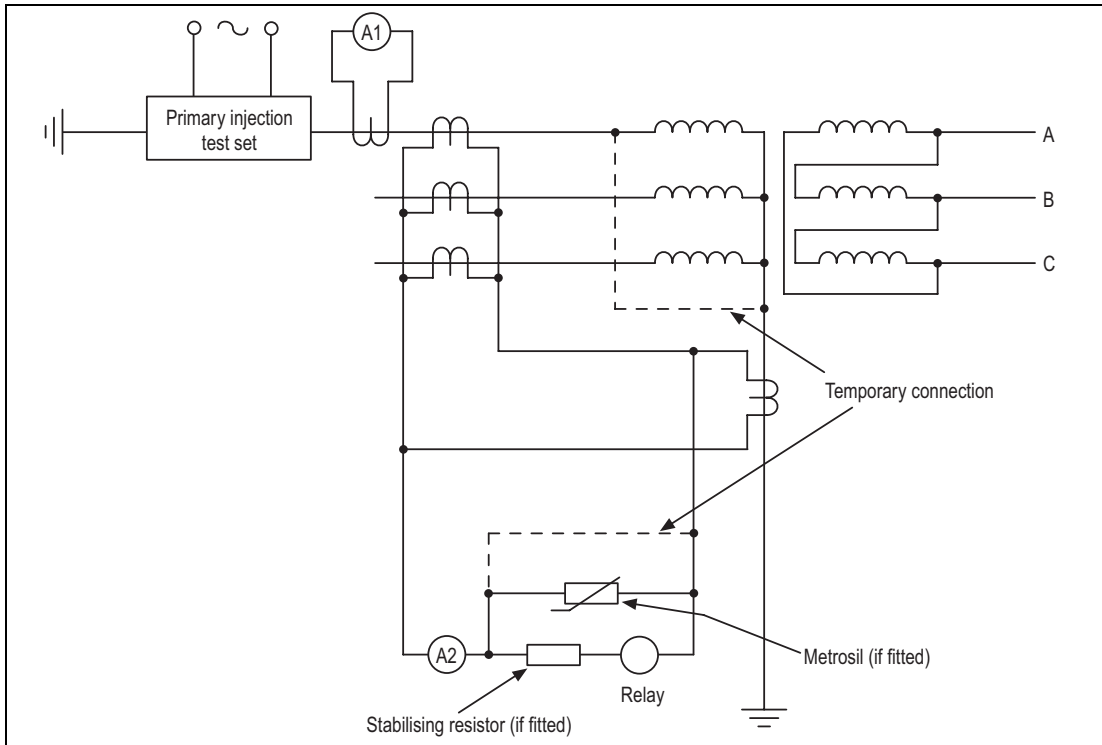 A1
Primary injection
test set
A
B
C
Temporary connection
A2
Metrosil (if fitted)
Relay
Stabilising resistor (if fitted)